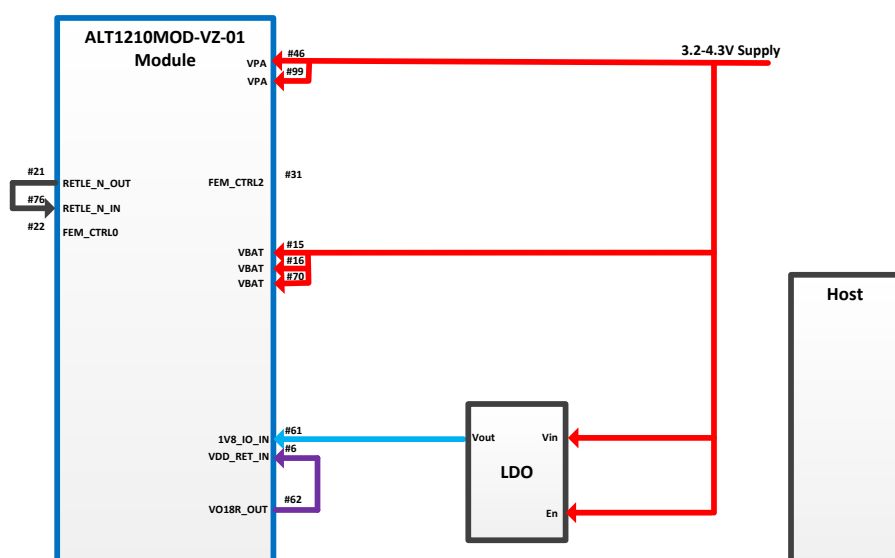 ALT1210MOD-VZ-01
Module
3.2-4.3V Supply
#46
VPA
#99
VPA
#21
RETLE_N_OUT
FEM_CTRL2
#31
#76
RETLE_N_IN
#22
FEM_CTRL0
#15
VBAT
#16
VBAT
#70
VBAT
Host
#61
1V8_IO_IN
Vout
Vin
#6
VDD_RET_IN
LDO
#62
VO18R_OUT
En